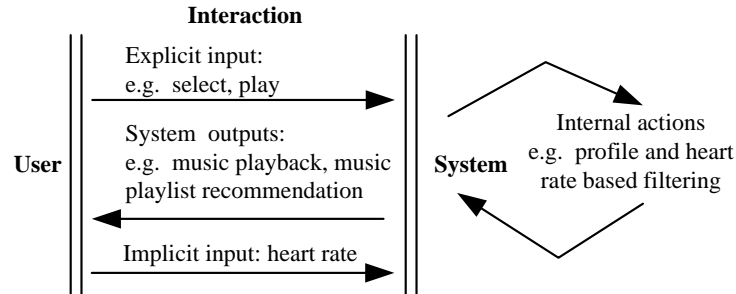 Interaction
Explicit input:
e.g. select, play
System outputs:
e.g. music playback, music
playlist recommendation
Implicit input: heart rate
User
System
Internal actions
e.g. profile and heart
rate based filtering